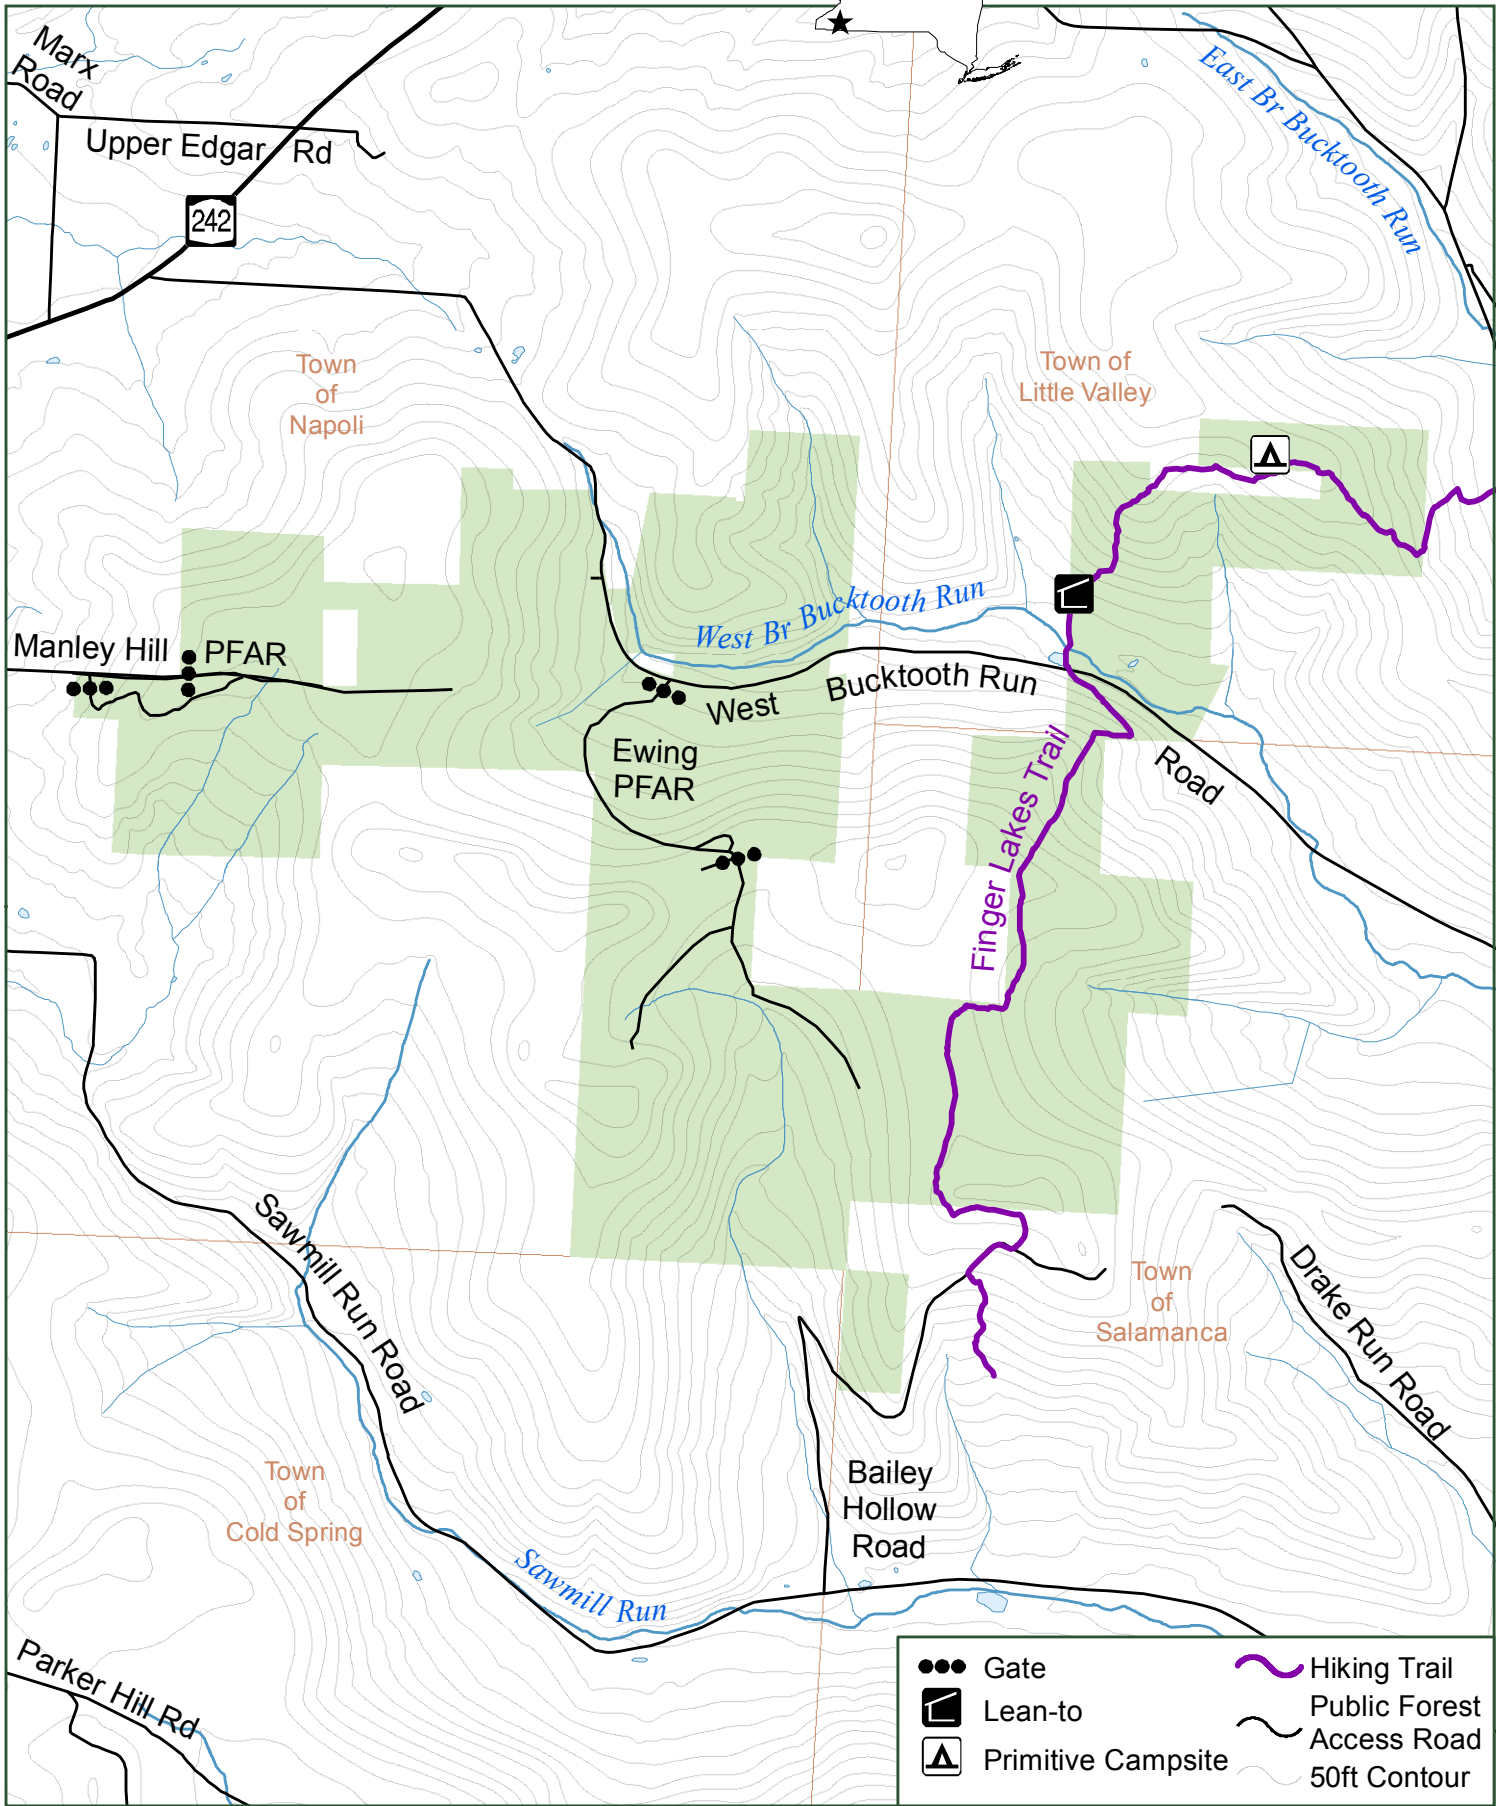 Marx
Road
Upper Edgar Rd
242
East Br Bucktooth Run
Town
of
Napoli
Town of
Little Valley
West Br Bucktooth Run
Manley Hill PFAR
West Bucktooth Run Road
Ewing
PFAR
Finger Lakes Trail
Sawmill Run Road
Town
of
Salamanca
Drake Run Road
Town
of
Cold Spring
Bailey
Hollow
Road
Sawmill Run
Parker Hill Rd
Gate
Lean-to
Primitive Campsite
Hiking Trail
Public Forest
Access Road
50ft Contour